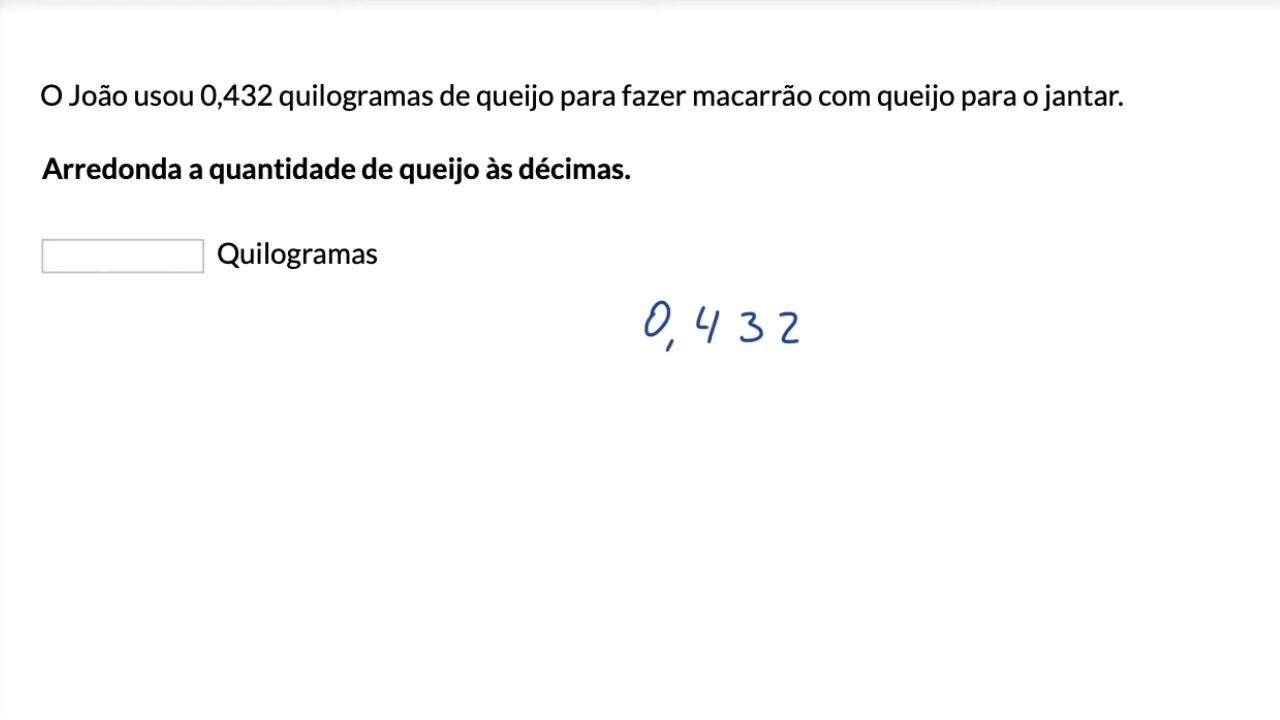 O João usou 0,432 quilogramas de queijo para fazer macarrão com queijo para o jantar.
Arredonda a quantidade de queijo às décimas.
Quilogramas
0,432